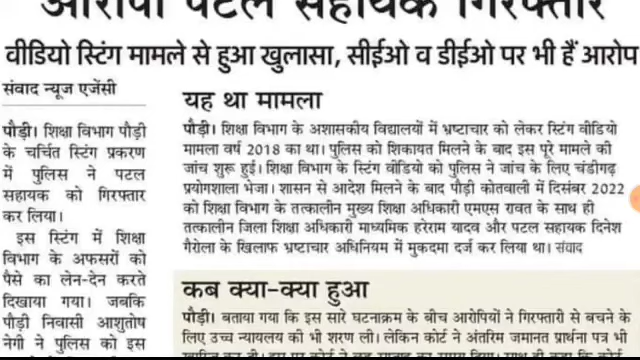 आरोपी पटल सहायक गिरफ्तार
वीडियो स्टिंग मामले से हुआ खुलासा, सीईओ व डीईओ पर भी हैं आरोप
संवाद न्यूज एजेंसी
पौड़ी। शिक्षा विभाग पौड़ी
के चर्चित स्टिंग प्रकरण
में पुलिस ने पटल
सहायक को गिरफ्तार
कर लिया।
इस स्टिंग में शिक्षा
विभाग के अफसरों को
पैसे का लेन-देन करते
दिखाया गया। जबकि
पौड़ी निवासी आशुतोष
नेगी ने पुलिस को इस
यह था मामला
पौड़ी। शिक्षा विभाग के अशासकीय विद्यालयों में भ्रष्टाचार को लेकर स्टिंग वीडियो
मामला वर्ष 2018 का था। पुलिस को शिकायत मिलने के बाद इस पूरे मामले की
जांच शुरू हुई। शिक्षा विभाग के स्टिंग वीडियो को पुलिस ने जांच के लिए चंडीगढ़
प्रयोगशाला भेजा। शासन से आदेश मिलने के बाद पौड़ी कोतवाली में दिसंबर 2022
को शिक्षा विभाग के तत्कालीन मुख्य शिक्षा अधिकारी एमएस रावत के साथ ही
तत्कालीन जिला शिक्षा अधिकारी माध्यमिक हरेराम यादव और पटल सहायक दिनेश
गैरोला के खिलाफ भ्रष्टाचार अधिनियम में मुकदमा दर्ज कर लिया था। संवाद
कब क्या-क्या हुआ
पौड़ी। बताया गया कि इस सारे घटनाक्रम के बीच आरोपियों ने गिरफ्तारी से बचने के
लिए उच्च न्यायलय की भी शरण ली। लेकिन कोर्ट ने अंतरिम जमानत प्रार्थना पत्र भी